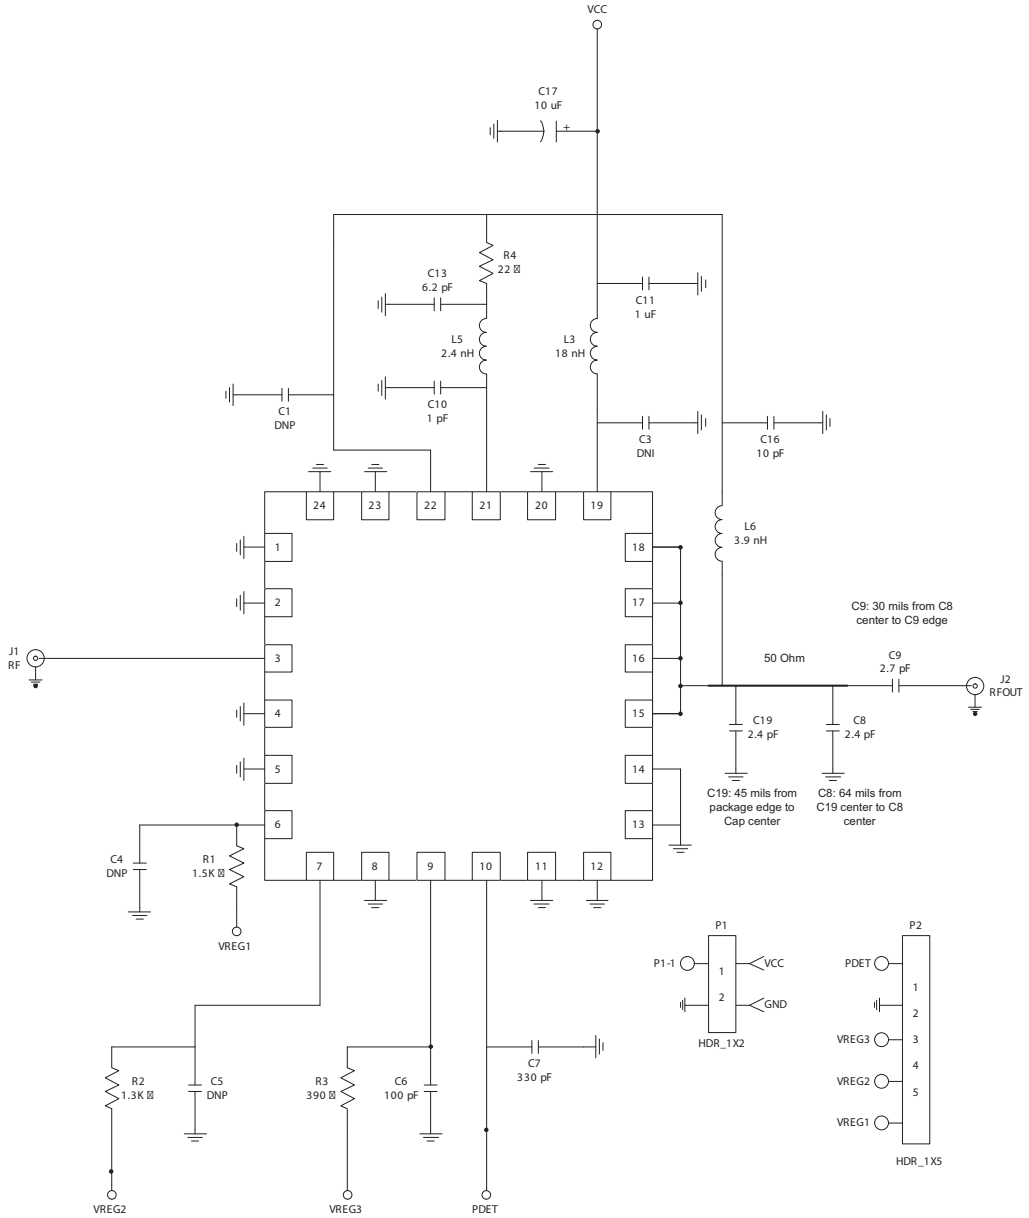 VCC
C17
10 uF
+
R4
22 
C13
6.2 pF
C11
1 uF
L5
2.4 nH
L3
18 nH
C10
1 pF
C1
DNP
C3
DNI
C16
10 pF
24
23
22
21
20
19
L6
3.9 nH
1
18
2
17
C9: 30 mils from C8
center to C9 edge
J1
RF
3
16
50 Ohm
C9
2.7 pF
J2
RFOUT
4
15
C19
2.4 pF
C8
2.4 pF
5
14
C19: 45 mils from
package edge to
Cap center
C8: 64 mils from
C19 center to C8
center
6
13
C4
DNP
R1
1.5K 
7
8
9
10
11
12
VREG1
P1
P1-1
1
VCC
2
GND
HDR_1X2
P2
PDET
1
2
VREG3
3
4
VREG2
5
VREG1
HDR_1X5
R2
1.3K 
C5
DNP
R3
390 
C6
100 pF
C7
330 pF
VREG2
VREG3
PDET